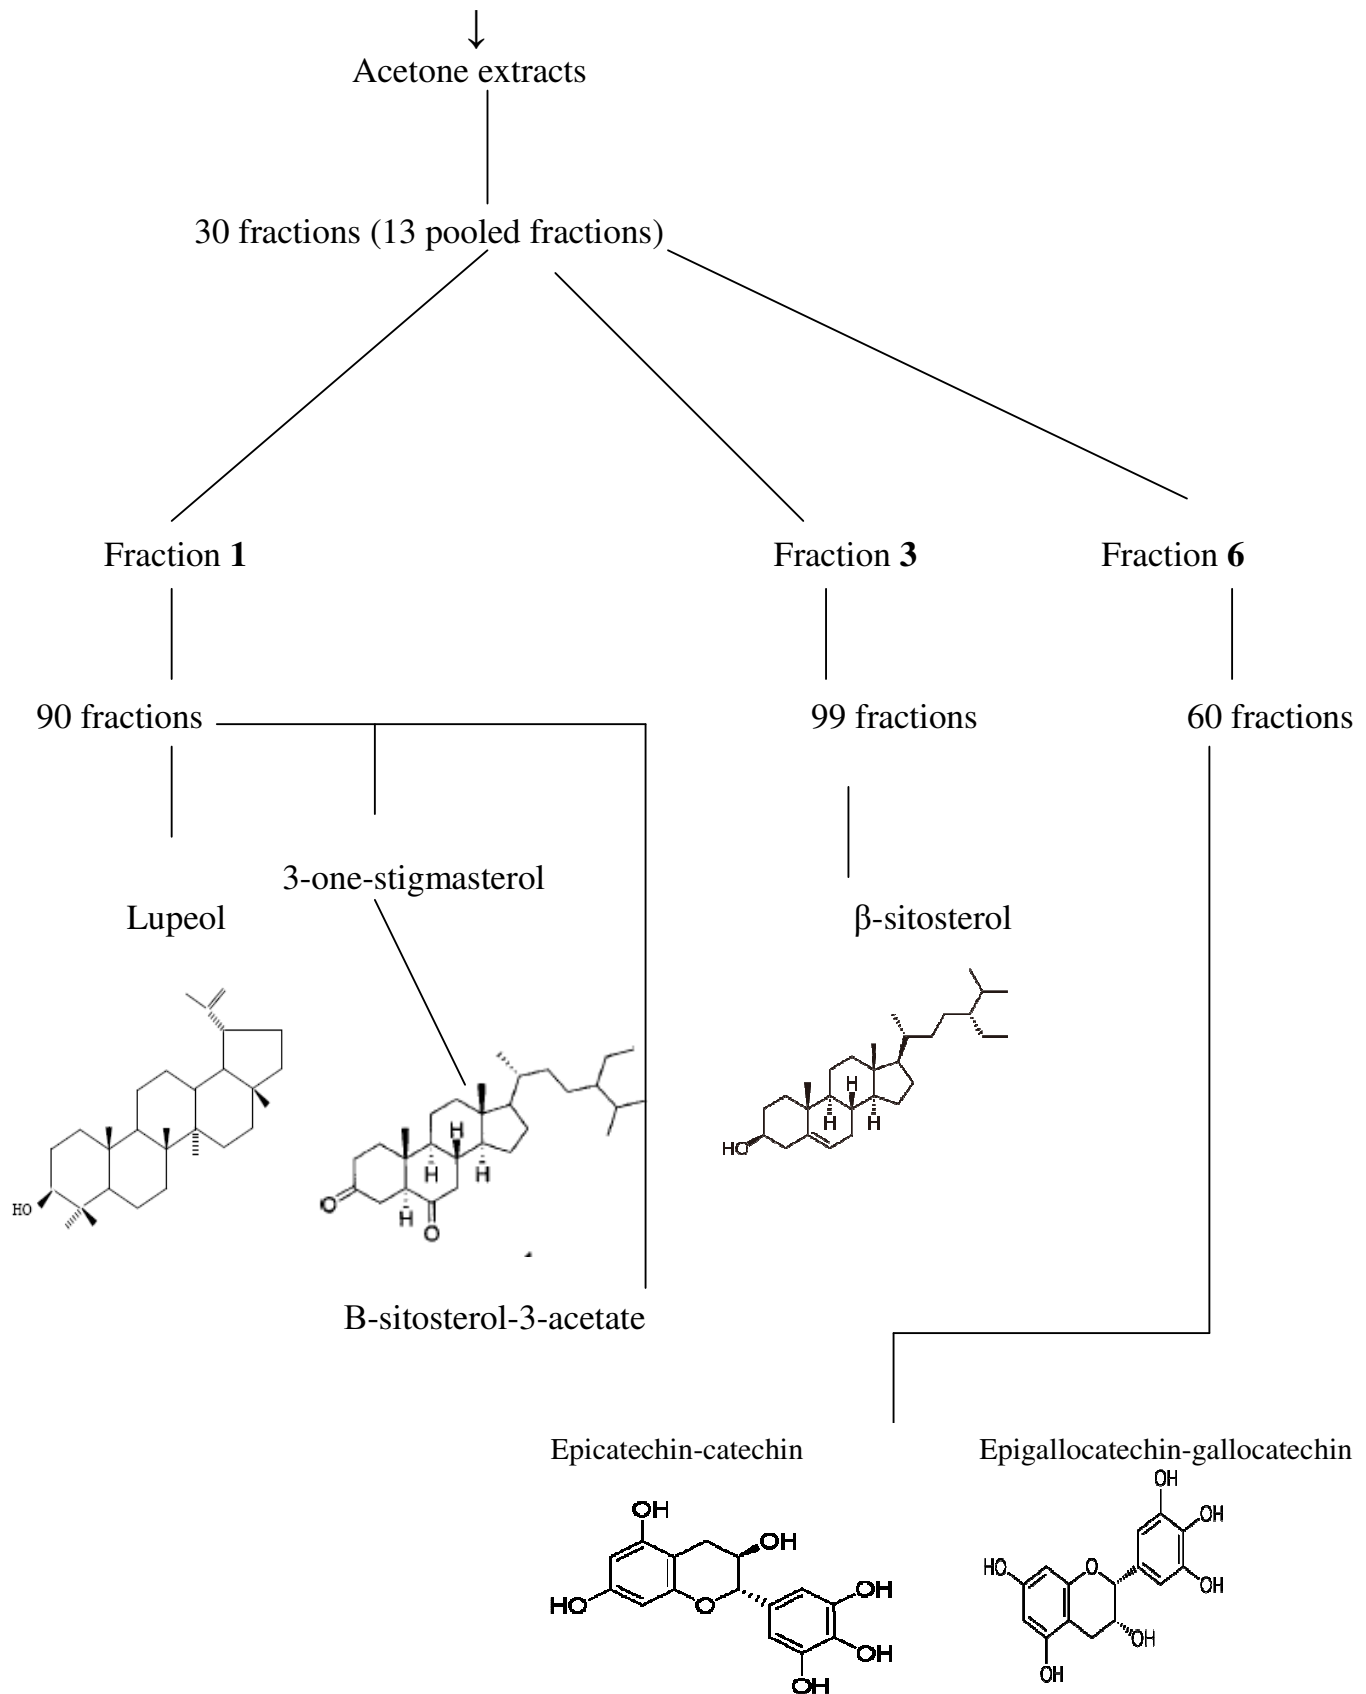 Acetone extracts
30 fractions (13 pooled fractions)
Fraction 1
Fraction 3
Fraction 6
90 fractions
99 fractions
60 fractions
3-one-stigmasterol
Lupeol
β-sitosterol
HO
O
H
H
H
H
O
HO
H
H
H
B-sitosterol-3-acetate
Epicatechin-catechin
Epigallocatechin-gallocatechin
OH
OH
HO
O
OH
OH
OH
OH
OH
OH
HO
O
OH
OH